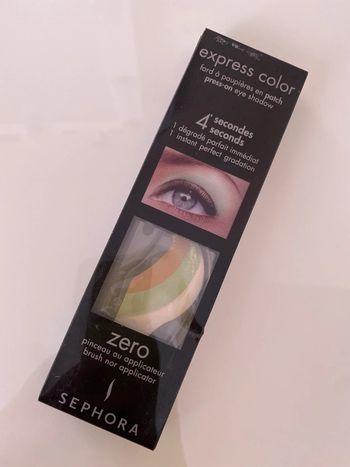 express color
fard à paupières en patch
press-on eye shadow
4* secondes
seconds
1 dégradé parfait immédiat
1 instant perfect gradation
zero
pinceau ou applicateur
brush nor applicator
SEPHORA